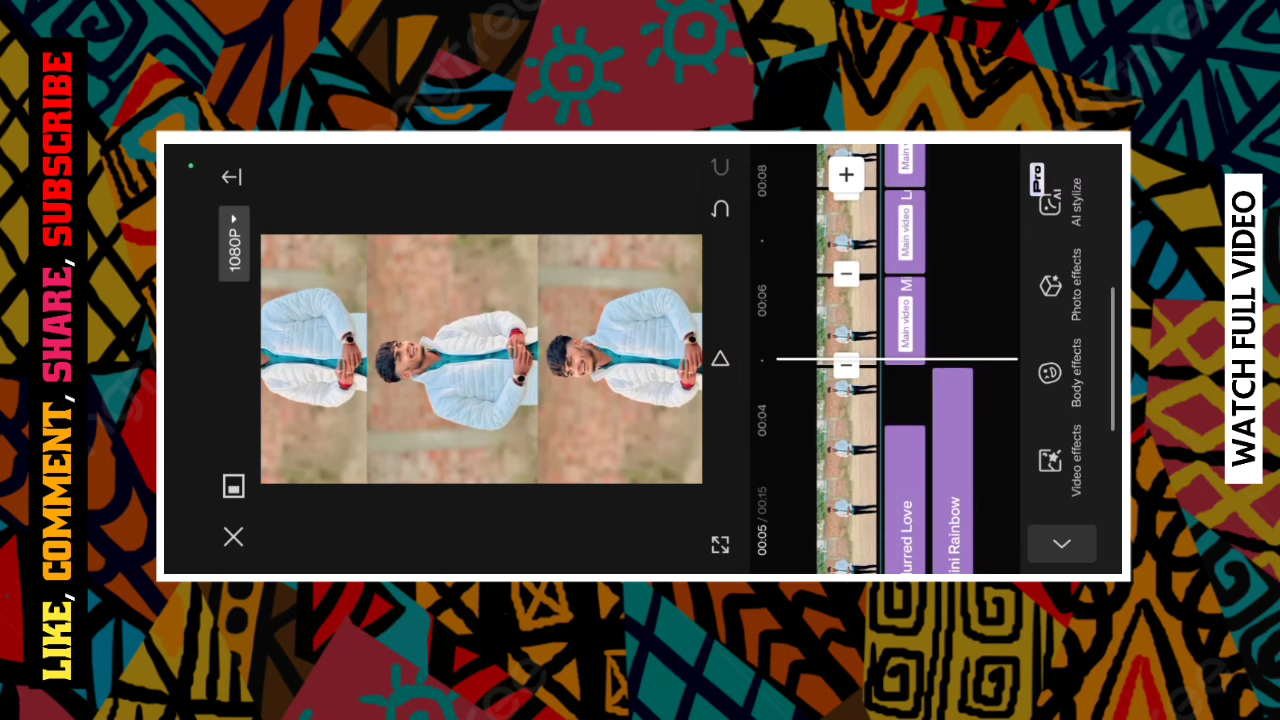 LIKE, COMMENT, SHARE, SUBSCRIBE
1080P
00:05 / 00:15
00:04
00:06
00:08
urred Love
ini Rainbow
Main video
Mi
Main video
L
Main
Video effects
Body effects
Photo effects
AI stylize
Pro
WATCH FULL VIDEO